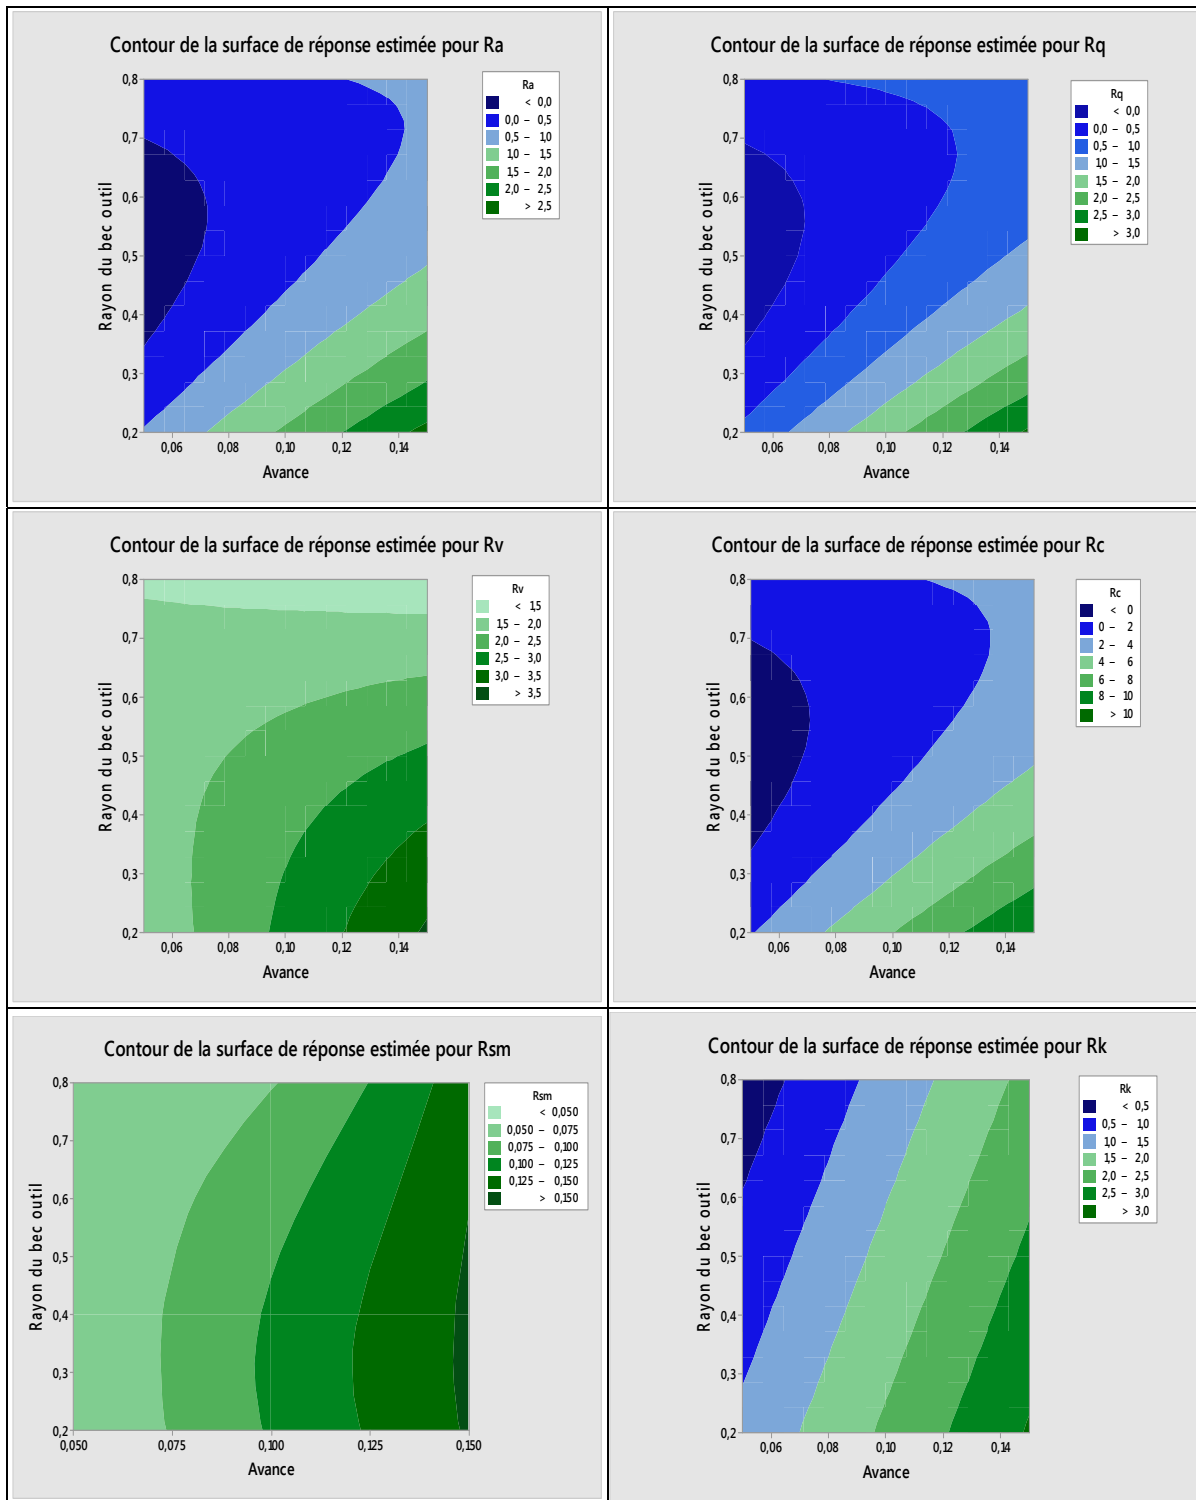 Contour de la surface de réponse estimée pour Ra
Rayon du bec outil
0,8
0,7
0,6
0,5
0,4
0,3
0,2
0,06 0,08 0,10 0,12 0,14
Avance
Ra
< 0,0
0,0 – 0,5
0,5 – 1,0
1,0 – 1,5
1,5 – 2,0
2,0 – 2,5
> 2,5
Contour de la surface de réponse estimée pour Rq
Rayon du bec outil
0,8
0,7
0,6
0,5
0,4
0,3
0,2
0,06 0,08 0,10 0,12 0,14
Avance
Rq
< 0,0
0,0 – 0,5
0,5 – 1,0
1,0 – 1,5
1,5 – 2,0
2,0 – 2,5
2,5 – 3,0
> 3,0
Contour de la surface de réponse estimée pour Rv
Rayon du bec outil
0,8
0,7
0,6
0,5
0,4
0,3
0,2
0,06 0,08 0,10 0,12 0,14
Avance
Rv
< 1,5
1,5 – 2,0
2,0 – 2,5
2,5 – 3,0
3,0 – 3,5
> 3,5
Contour de la surface de réponse estimée pour Rc
Rayon du bec outil
0,8
0,7
0,6
0,5
0,4
0,3
0,2
0,06 0,08 0,10 0,12 0,14
Avance
Rc
< 0
0 – 2
2 – 4
4 – 6
6 – 8
8 – 10
> 10
Contour de la surface de réponse estimée pour Rsm
Rayon du bec outil
0,8
0,7
0,6
0,5
0,4
0,3
0,2
0,050 0,075 0,100 0,125 0,150
Avance
Rsm
< 0,050
0,050 – 0,075
0,075 – 0,100
0,100 – 0,125
0,125 – 0,150
> 0,150
Contour de la surface de réponse estimée pour Rk
Rayon du bec outil
0,8
0,7
0,6
0,5
0,4
0,3
0,2
0,06 0,08 0,10 0,12 0,14
Avance
Rk
< 0,5
0,5 – 1,0
1,0 – 1,5
1,5 – 2,0
2,0 – 2,5
2,5 – 3,0
> 3,0